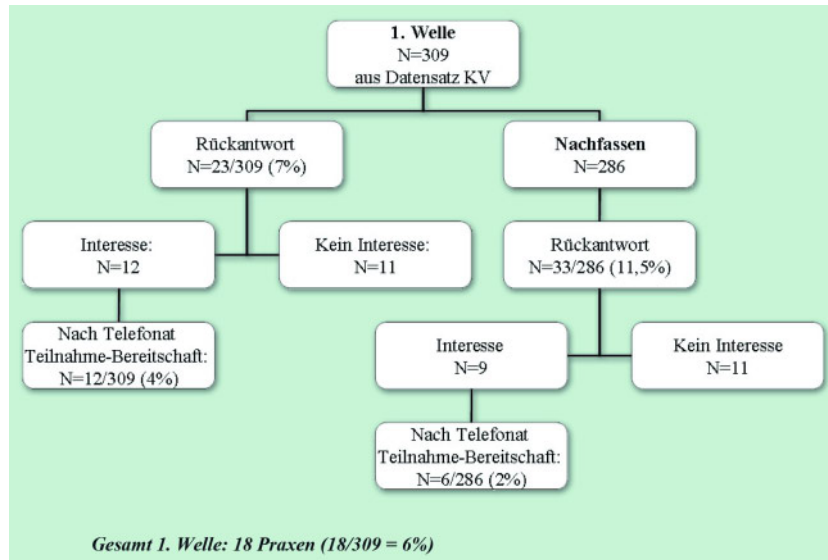 1. Welle
N=309
aus Datensatz KV
Rückantwort
N=23/309 (7%)
Nachfassen
N=286
Interesse:
N=12
Kein Interesse:
N=11
Rückantwort
N=33/286 (11,5%)
Nach Telefonat
Teilnahme-Bereitschaft:
N=12/309 (4%)
Interesse
N=9
Kein Interesse
N=11
Nach Telefonat
Teilnahme-Bereitschaft:
N=6/286 (2%)
Gesamt 1. Welle: 18 Praxen (18/309 = 6%)